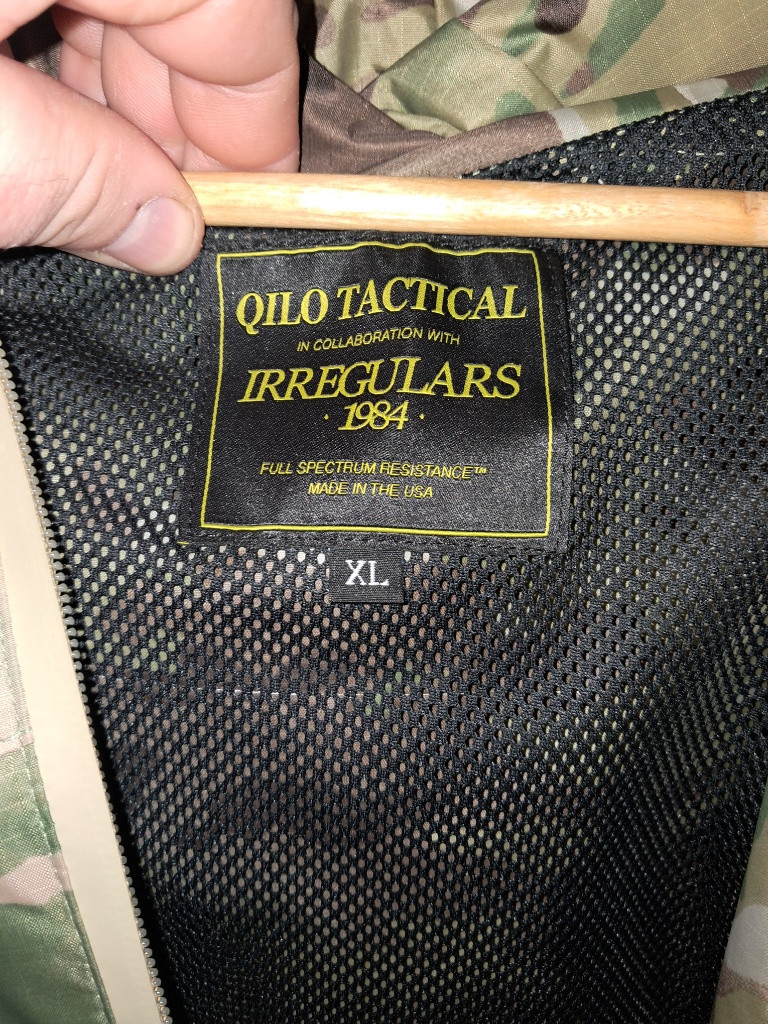 QILO TACTICAL
IN COLLABORATION WITH
IRREGULARS
· 1984 ·
FULL SPECTRUM RESISTANCE™
MADE IN THE USA
XL